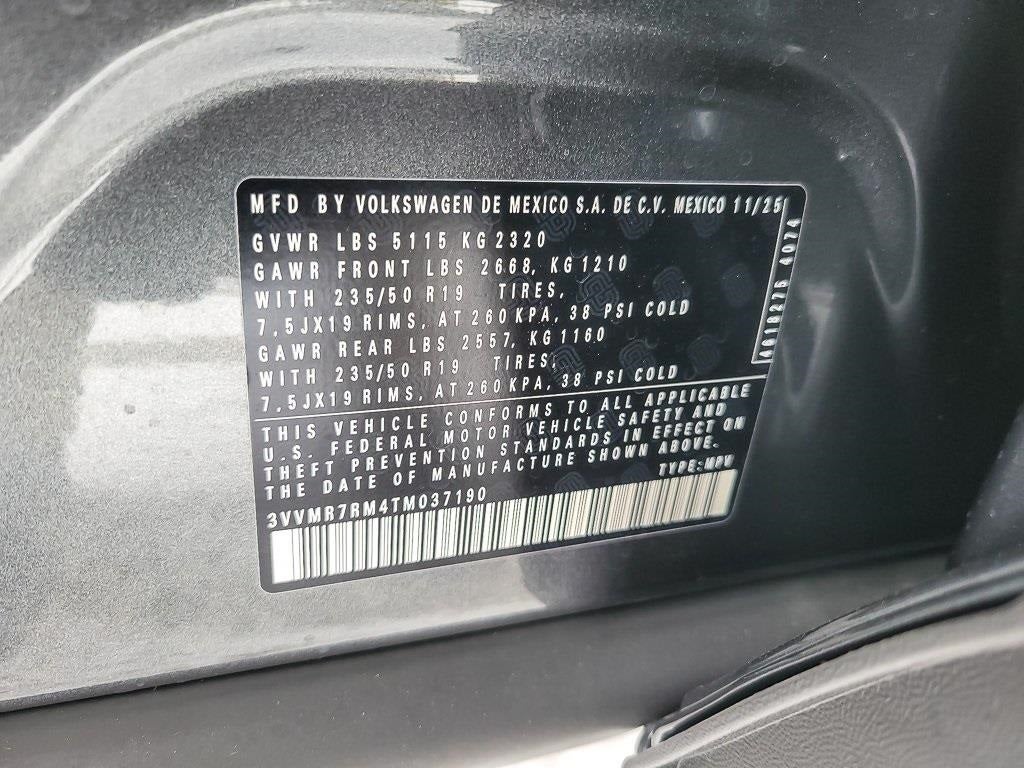 MFD BY VOLKSWAGEN DE MEXICO S.A. DE C.V. MEXICO 11/25
GVWR LBS 5115 KG 2320
GAWR FRONT LBS 2668, KG 1210
WITH 235/50 R19 TIRES,
7,5JX19 RIMS, AT 260 KPA, 38 PSI COLD
GAWR REAR LBS 2557, KG 1160
WITH 235/50 R19 TIRES,
7,5JX19 RIMS, AT 260 KPA, 38 PSI COLD
THIS VEHICLE CONFORMS TO ALL APPLICABLE
U.S. FEDERAL MOTOR VEHICLE SAFETY AND
THEFT PREVENTION STANDARDS IN EFFECT ON
THE DATE OF MANUFACTURE SHOWN ABOVE.
TYPE:MPV
3VVMR7RM4TM037190
4074